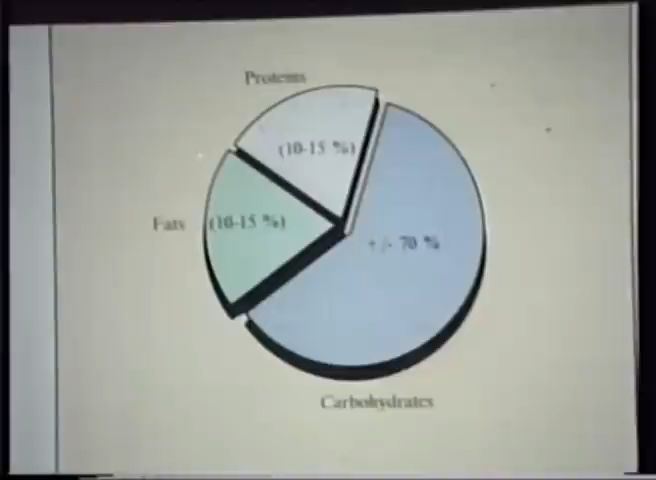 Proteins
(10-15 %)
Fats
(10-15 %)
+/- 70 %
Carbohydrates